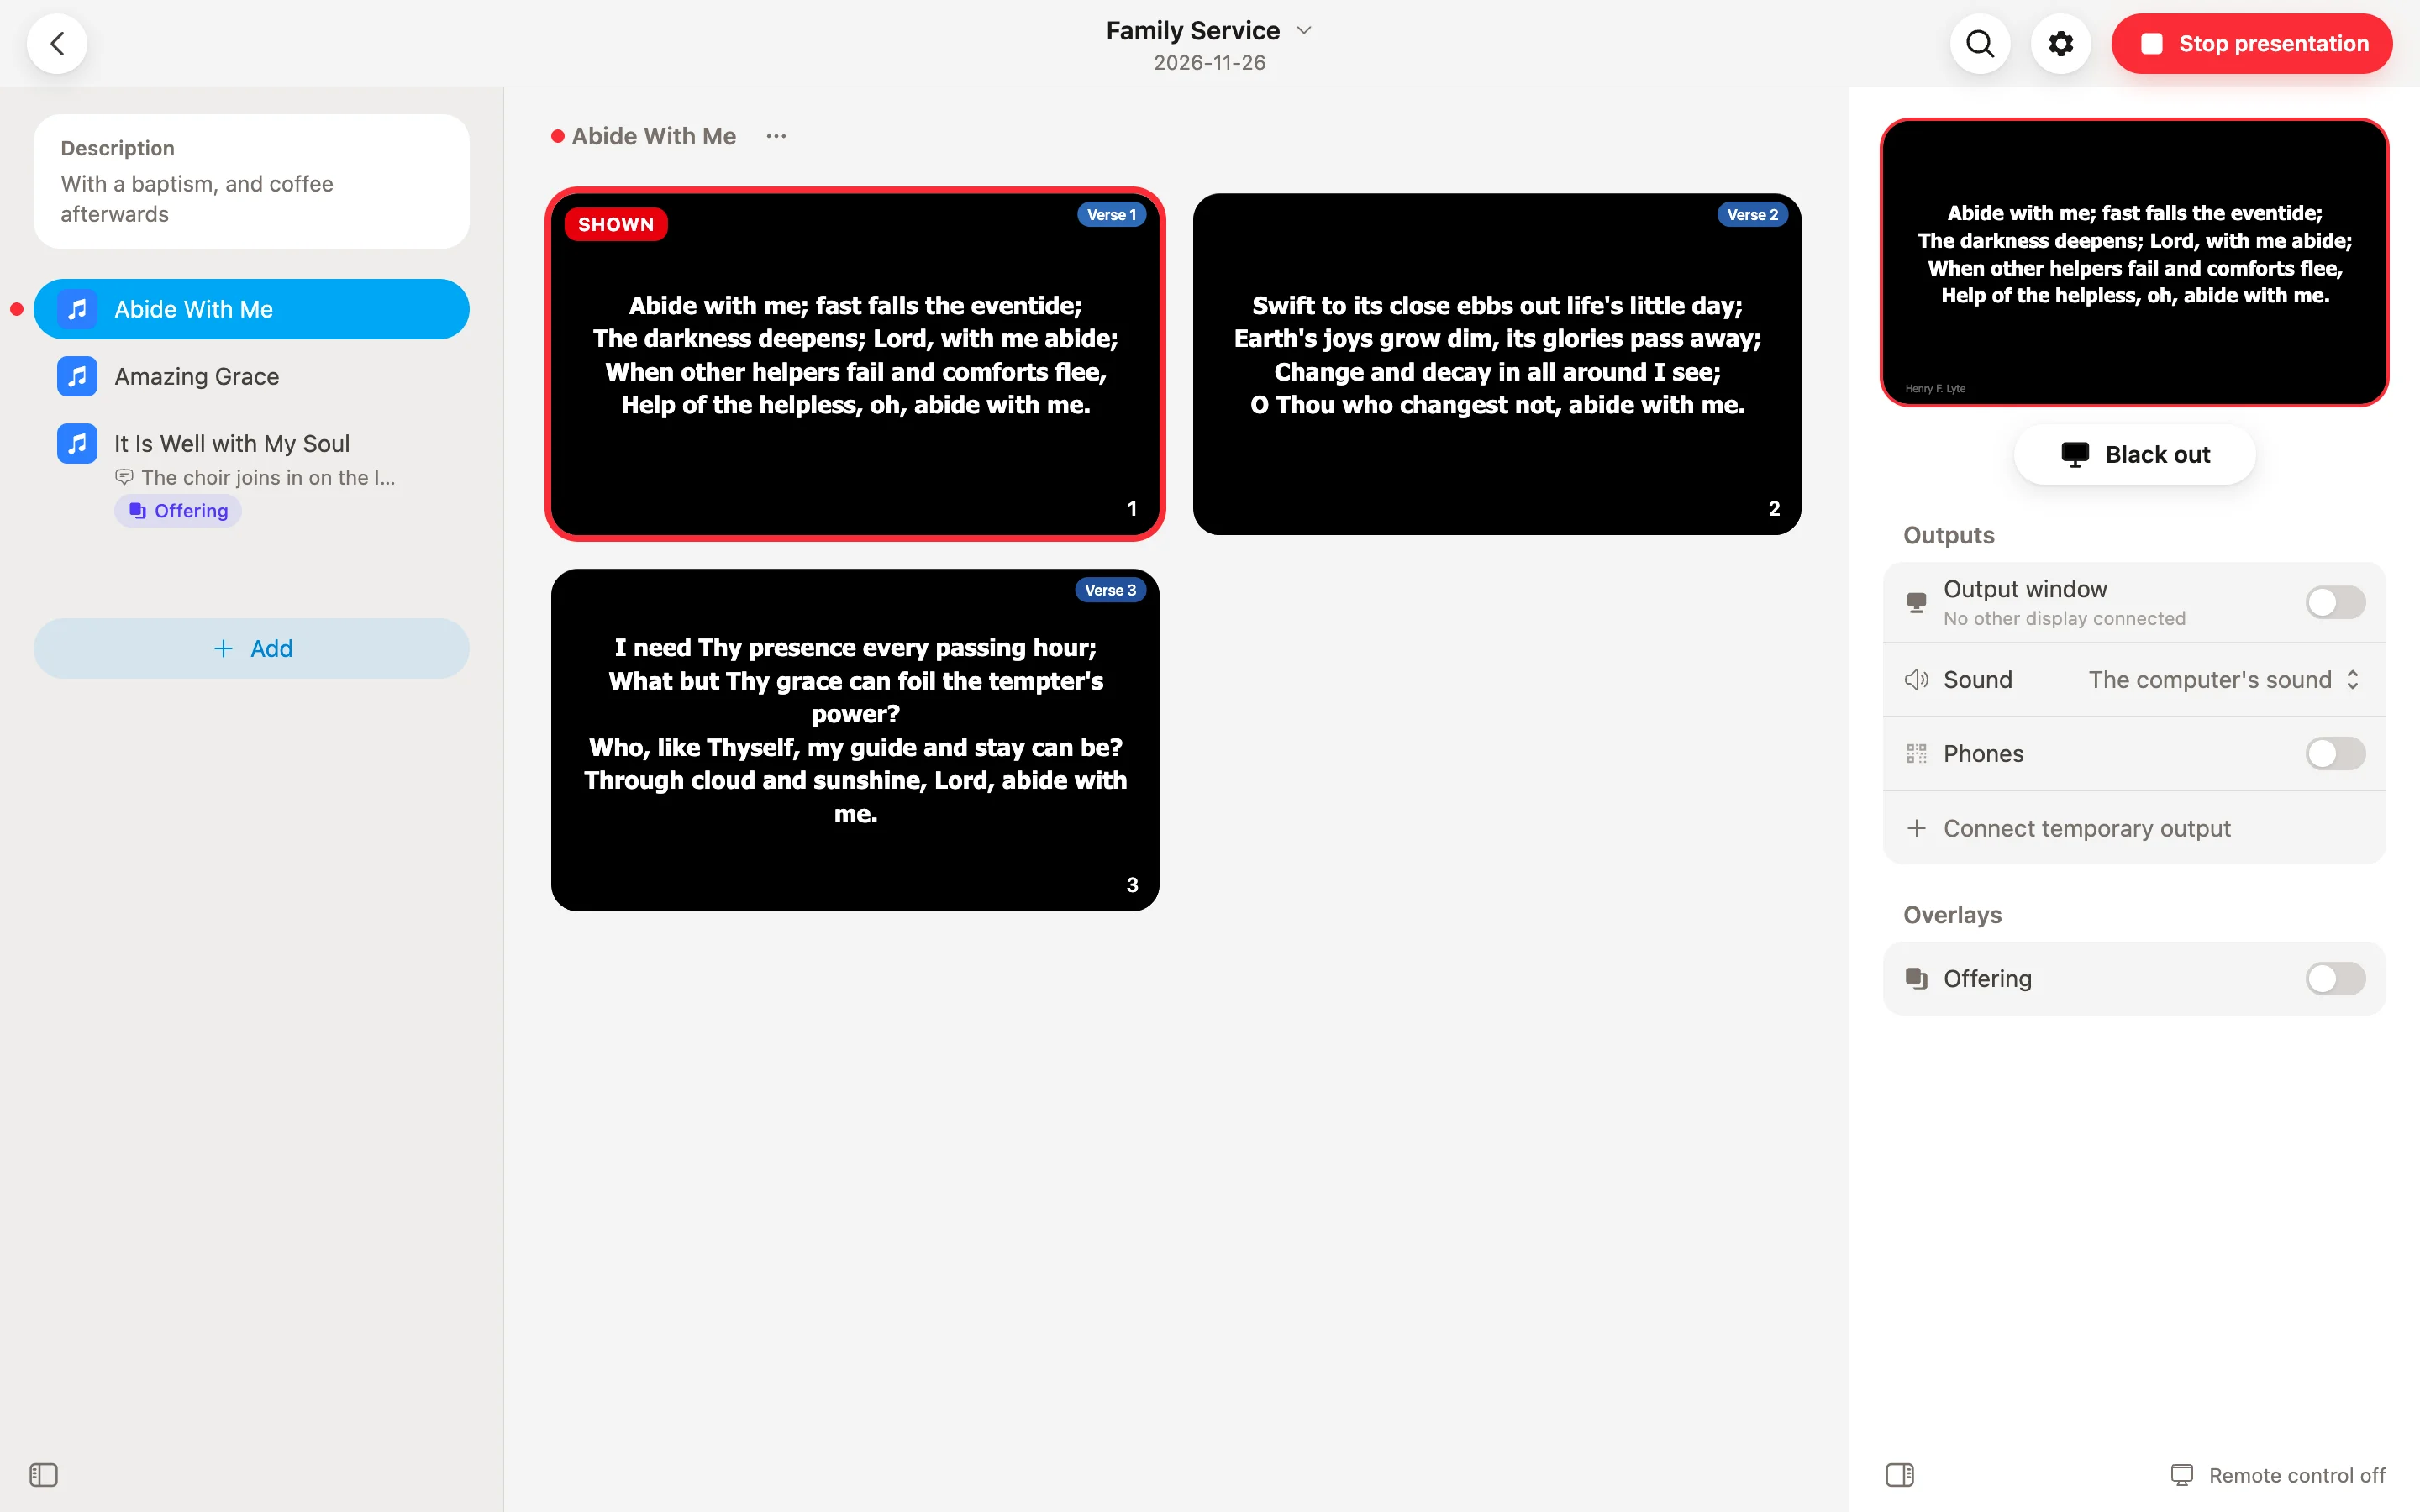 Family Service
2026-11-26
Stop presentation
Description
With a baptism, and coffee
afterwards
Abide With Me
Amazing Grace
It Is Well with My Soul
The choir joins in on the l...
Offering
Add
Abide With Me
SHOWN
Verse 1
Abide with me; fast falls the eventide;
The darkness deepens; Lord, with me abide;
When other helpers fail and comforts flee,
Help of the helpless, oh, abide with me.
1
Verse 2
Swift to its close ebbs out life's little day;
Earth's joys grow dim, its glories pass away;
Change and decay in all around I see;
O Thou who changest not, abide with me.
2
Verse 3
I need Thy presence every passing hour;
What but Thy grace can foil the tempter's
power?
Who, like Thyself, my guide and stay can be?
Through cloud and sunshine, Lord, abide with
me.
3
Abide with me; fast falls the eventide;
The darkness deepens; Lord, with me abide;
When other helpers fail and comforts flee,
Help of the helpless, oh, abide with me.
Henry F. Lyte
Black out
Outputs
Output window
No other display connected
Sound
The computer's sound
Phones
Connect temporary output
Overlays
Offering
Remote control off